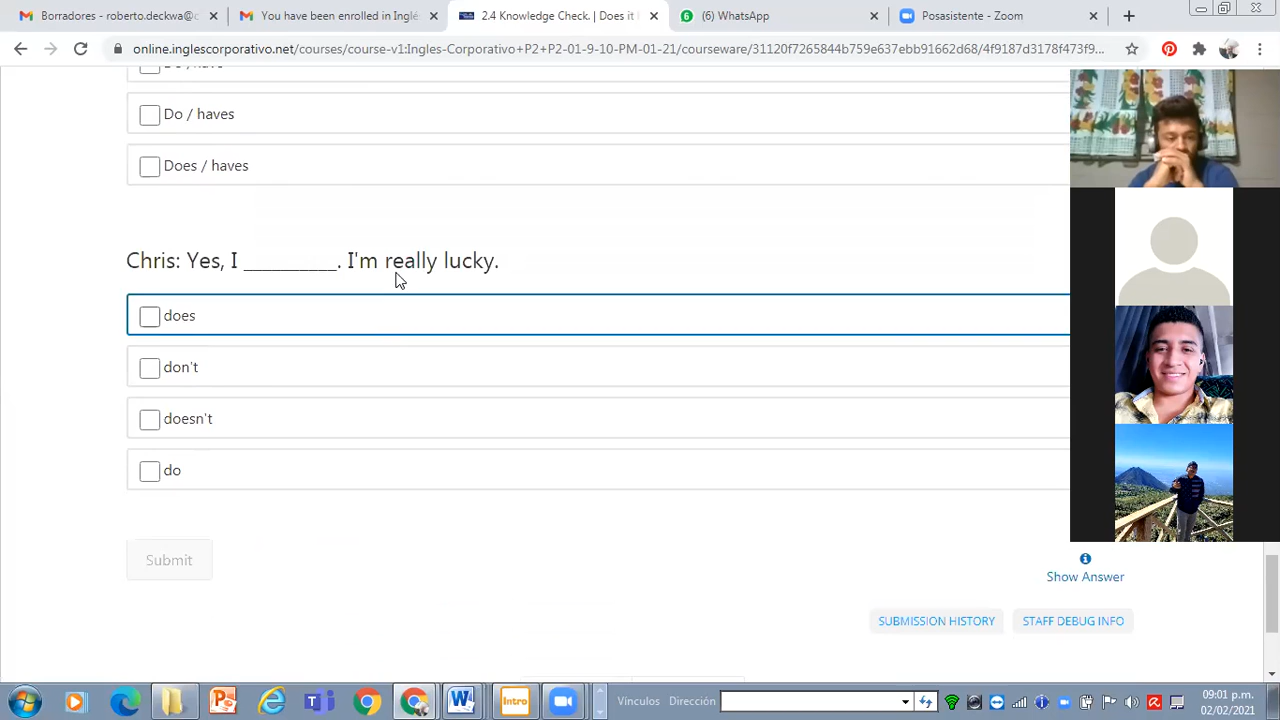 Borradores - roberto.deckwa@c
You have been enrolled in Inglé
2.4 Knowledge Check. | Does it
(6) WhatsApp
Posasistente - Zoom
online.inglescorporativo.net/courses/course-v1:Ingles-Corporativo+P2+P2-01-9-10-PM-01-21/courseware/31120f7265844b759e637ebb91662d68/4f9187d3178f473f9...
Do / haves
Does / haves
Chris: Yes, I __________. I'm really lucky.
does
don't
doesn't
do
Submit
Show Answer
SUBMISSION HISTORY
STAFF DEBUG INFO
Intro
Vínculos Dirección
09:01 p.m.
02/02/2021